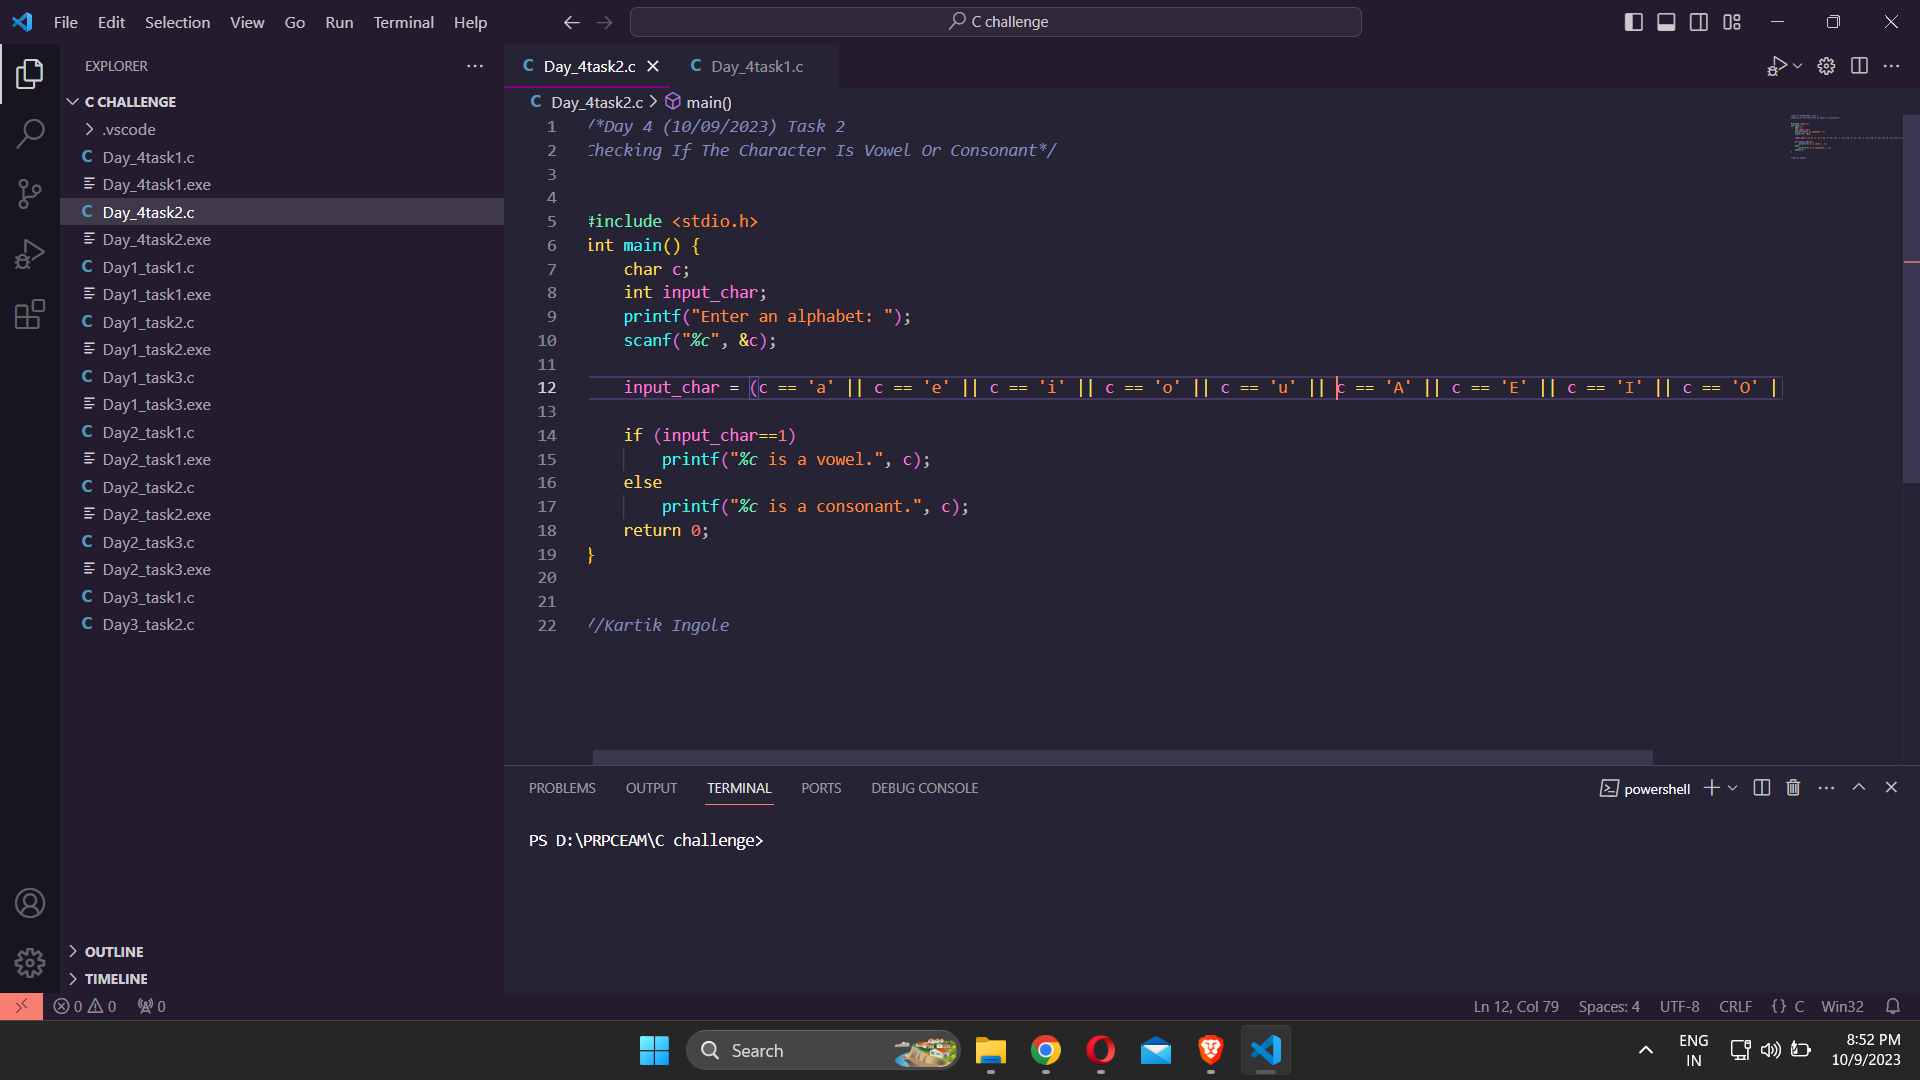 File Edit Selection View Go Run Terminal Help
C challenge
EXPLORER
C CHALLENGE
.vscode
C Day_4task1.c
Day_4task1.exe
C Day_4task2.c
Day_4task2.exe
C Day1_task1.c
Day1_task1.exe
C Day1_task2.c
Day1_task2.exe
C Day1_task3.c
Day1_task3.exe
C Day2_task1.c
Day2_task1.exe
C Day2_task2.c
Day2_task2.exe
C Day2_task3.c
Day2_task3.exe
C Day3_task1.c
C Day3_task2.c
OUTLINE
TIMELINE
C Day_4task2.c
C Day_4task1.c
C Day_4task2.c > main()
1 /*Day 4 (10/09/2023) Task 2
2 Checking If The Character Is Vowel Or Consonant*/
3
4
5 #include <stdio.h>
6 int main() {
7 char c;
8 int input_char;
9 printf("Enter an alphabet: ");
10 scanf("%c", &c);
11
12 input_char = (c == 'a' || c == 'e' || c == 'i' || c == 'o' || c == 'u' || c == 'A' || c == 'E' || c == 'I' || c == 'O' |
13
14 if (input_char==1)
15 printf("%c is a vowel.", c);
16 else
17 printf("%c is a consonant.", c);
18 return 0;
19 }
20
21
22 //Kartik Ingole
PROBLEMS OUTPUT TERMINAL PORTS DEBUG CONSOLE
powershell
PS D:\PRPCEAM\C challenge>
0 0 0
Ln 12, Col 79 Spaces: 4 UTF-8 CRLF {} C Win32
Search
ENG
IN
8:52 PM
10/9/2023